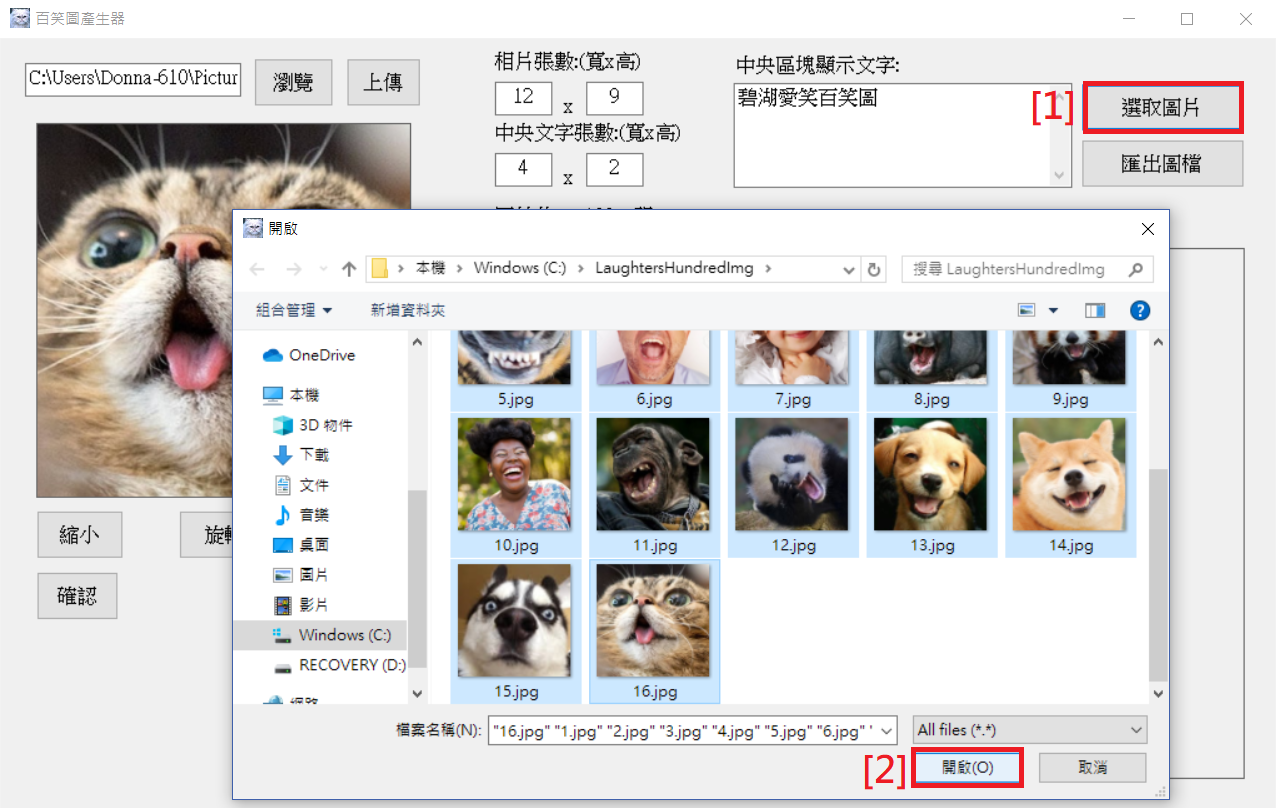 百笑圖產生器
C:\Users\Donna-610\Pictur
瀏覽
上傳
相片張數:(寬x高)
12 x 9
中央文字張數:(寬x高)
4 x 2
中央區塊顯示文字:
碧湖愛笑百笑圖
[1]
選取圖片
匯出圖檔
縮小
旋轉
確認
開啟
本機 > Windows (C:) > LaughtersHundredImg >
搜尋 LaughtersHundredImg
組合管理
新增資料夾
OneDrive
本機
3D 物件
下載
文件
音樂
桌面
圖片
影片
Windows (C:)
RECOVERY (D:)
網路
5.jpg
6.jpg
7.jpg
8.jpg
9.jpg
10.jpg
11.jpg
12.jpg
13.jpg
14.jpg
15.jpg
16.jpg
檔案名稱(N):
"16.jpg" "1.jpg" "2.jpg" "3.jpg" "4.jpg" "5.jpg" "6.jpg" "
All files (*.*)
[2]
開啟(O)
取消